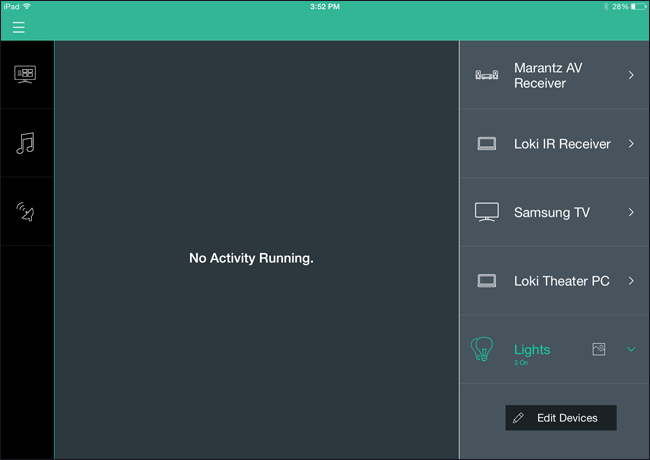 iPad 3:52 PM 28%
Marantz AV
Receiver
Loki IR Receiver
Samsung TV
No Activity Running.
Loki Theater PC
Lights
3 On
Edit Devices